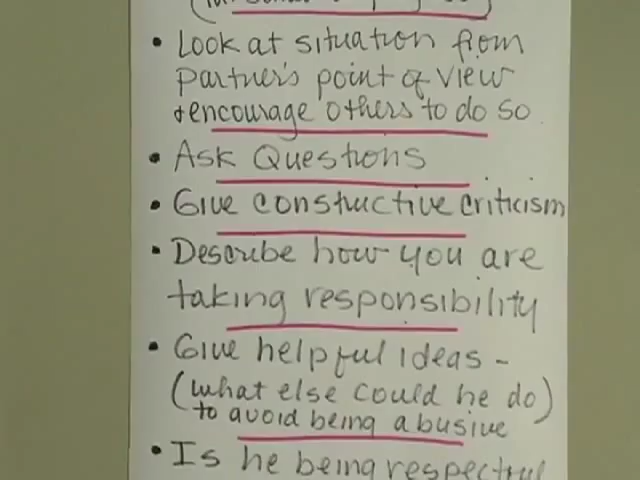 • Look at situation from
partner's point of view
& encourage others to do so
• Ask Questions
• Give constructive criticism
• Describe how you are
taking responsibility
• Give helpful ideas -
(what else could he do)
to avoid being abusive
• Is he being respectful